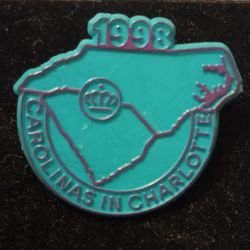 1998
CAROLINAS IN CHARLOTTE